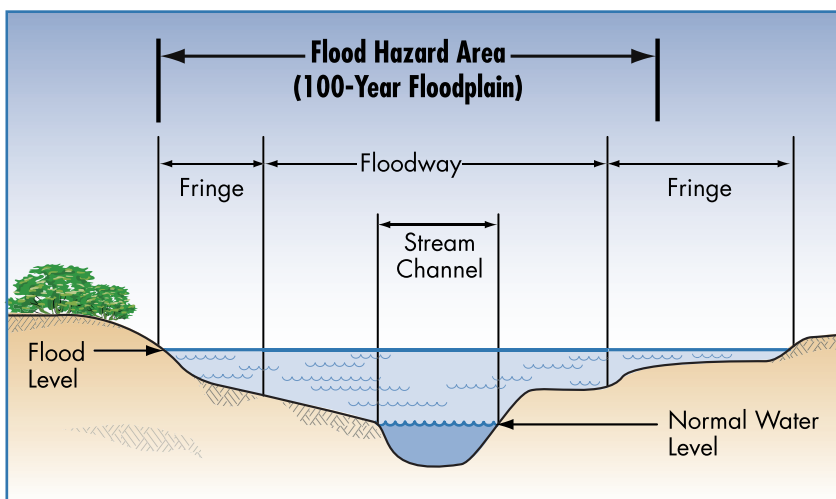 Flood Hazard Area
(100-Year Floodplain)
Fringe
Floodway
Fringe
Stream
Channel
Flood
Level
Normal Water
Level